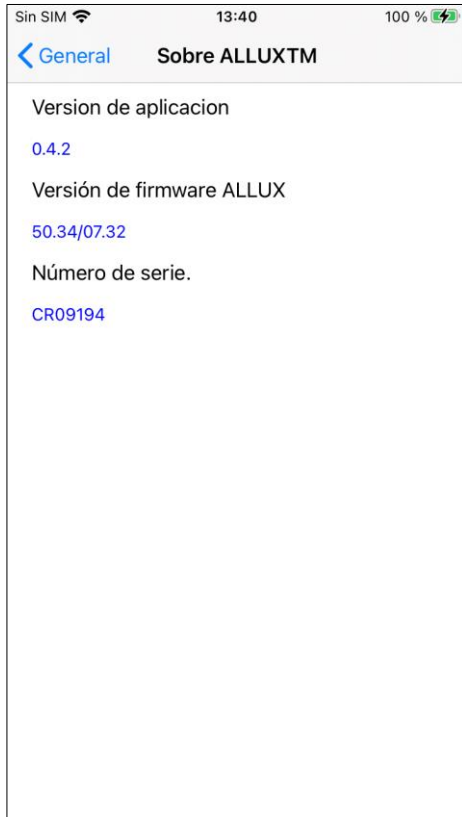 Sin SIM 13:40 100 %
General Sobre ALLUXTM
Version de aplicacion
0.4.2
Versión de firmware ALLUX
50.34/07.32
Número de serie.
CR09194